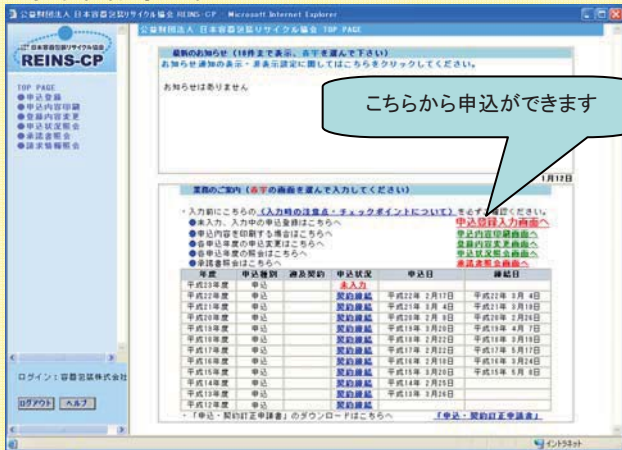 公益財団法人 日本容器包装リサイクル協会 REINS-CP - Microsoft Internet Explorer
公益財団法人 日本容器包装リサイクル協会 TOP PAGE
日本容器包装リサイクル協会
REINS-CP
TOP PAGE
●申込登録
●申込内容印刷
●登録内容変更
●申込状況照会
●承諾書照会
●請求情報照会
ログイン:容器包装株式会社
ログアウト ヘルプ
最新のお知らせ(10件まで表示、赤字を選んで下さい)
お知らせ通知の表示・非表示設定に関してはこちらをクリックしてください。
お知らせはありません
こちらから申込ができます
1月12日
業務のご案内(赤字の画面を選んで入力してください)
・入力前にこちらの(入力時の注意点・チェックポイントについて)を必ずご確認ください。
●未入力、入力中の申込登録はこちらへ 申込登録入力画面へ
●申込内容を印刷する場合はこちらへ 申込内容印刷画面へ
●各申込年度の申込変更はこちらへ 登録内容変更画面へ
●各申込年度の照会はこちらへ 申込状況照会画面へ
●承諾書照会はこちらへ 承諾書照会画面へ
年度 申込種別 遡及契約 申込状況 申込日 締結日
平成23年度 申込 未入力
平成22年度 申込 契約締結 平成22年 2月17日 平成22年 3月 4日
平成21年度 申込 契約締結 平成21年 3月 4日 平成21年 3月18日
平成20年度 申込 契約締結 平成20年 2月 8日 平成20年 2月26日
平成19年度 申込 契約締結 平成19年 3月20日 平成19年 4月 7日
平成18年度 申込 契約締結 平成18年 2月22日 平成18年 3月10日
平成17年度 申込 契約締結 平成17年 2月22日 平成17年 5月17日
平成16年度 申込 契約締結 平成16年 2月18日 平成16年 3月24日
平成15年度 申込 契約締結 平成15年 3月20日 平成15年 5月 8日
平成14年度 申込 契約締結 平成14年 2月25日
平成13年度 申込 契約締結 平成13年 3月26日
平成12年度 申込 契約締結
・「申込・契約訂正申請書」のダウンロードはこちらへ 「申込・契約訂正申請書」
イントラネット